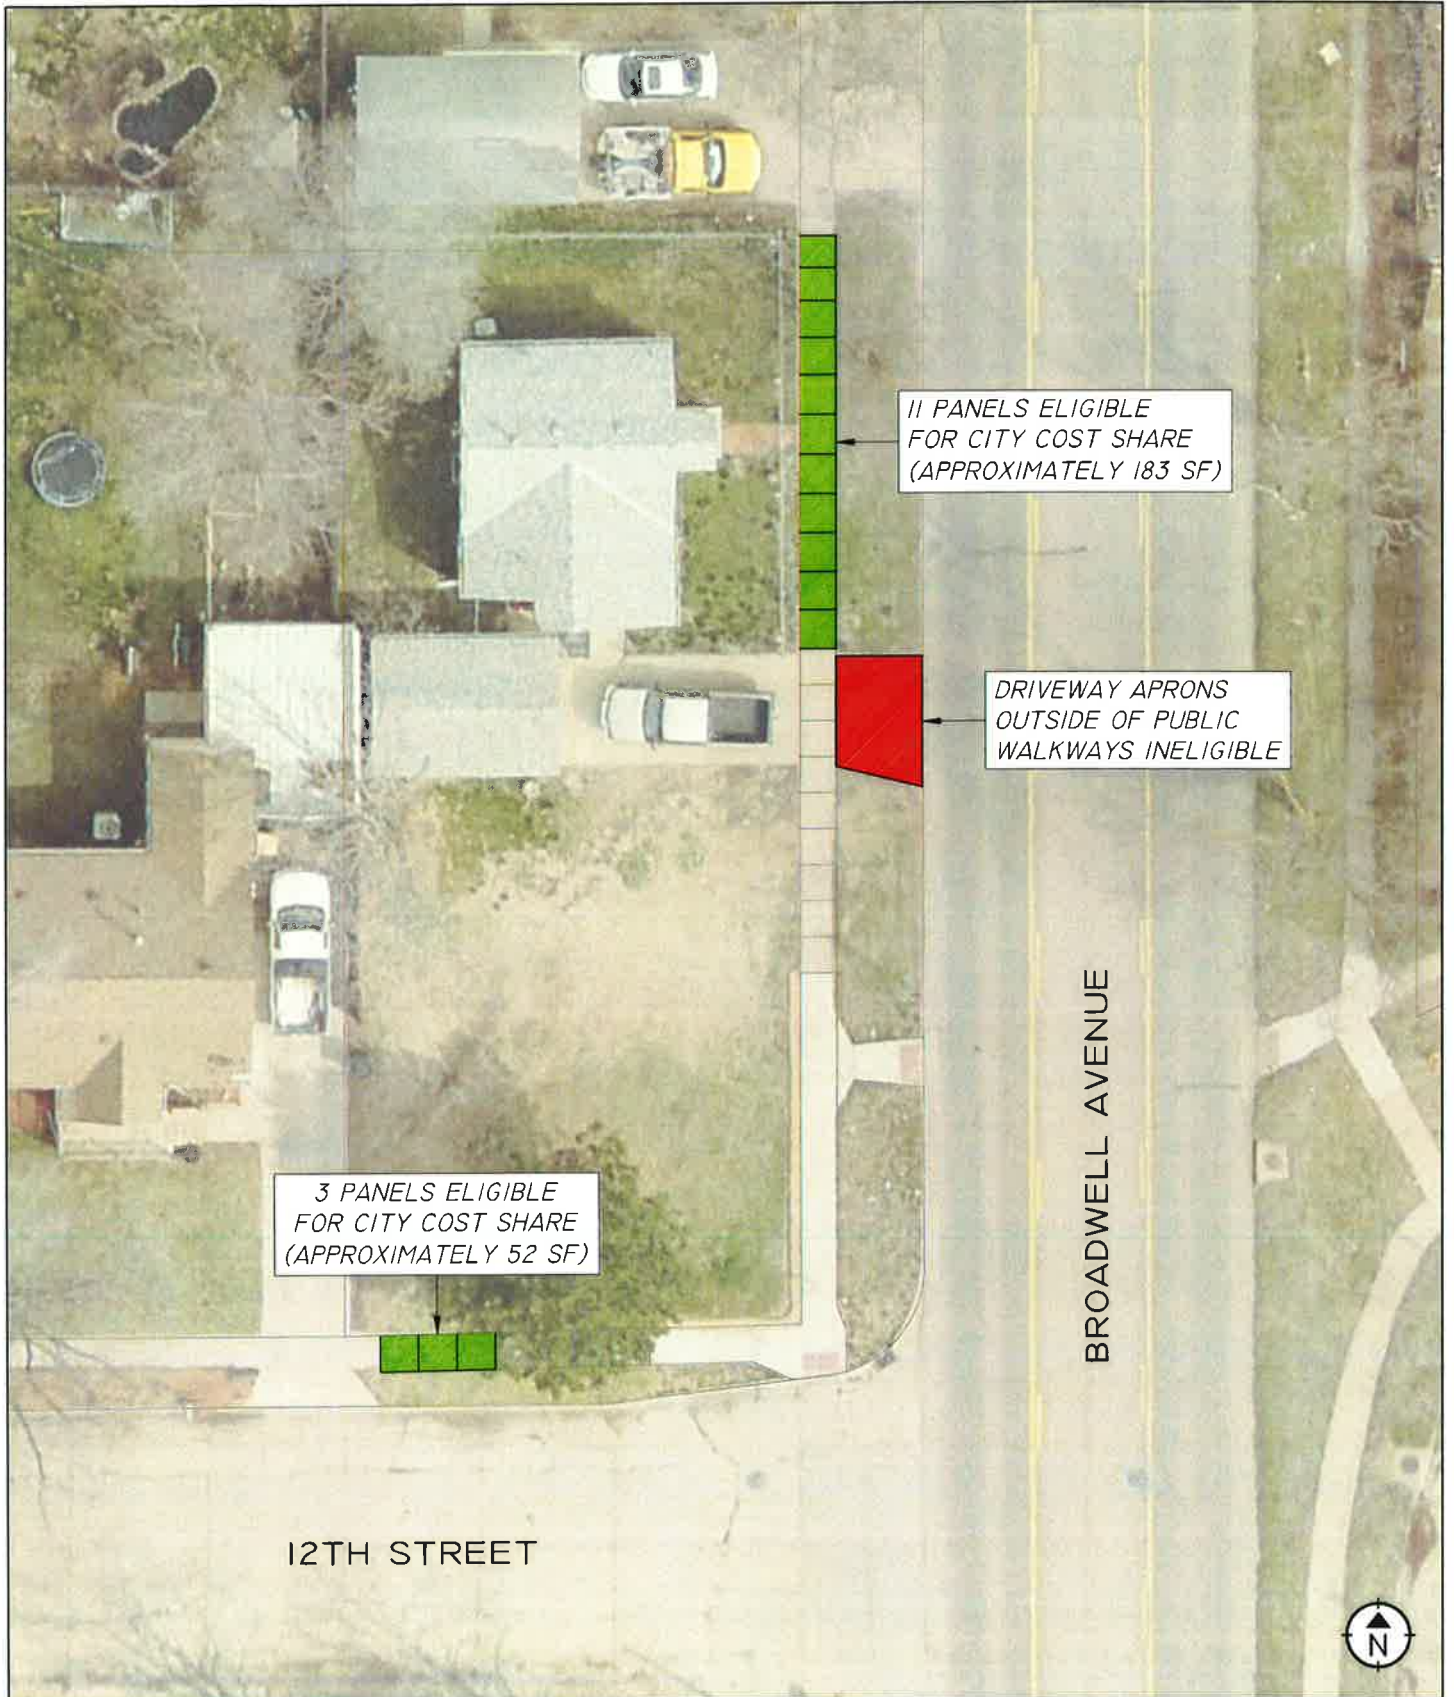 11 PANELS ELIGIBLE
FOR CITY COST SHARE
(APPROXIMATELY 183 SF)
DRIVEWAY APRONS
OUTSIDE OF PUBLIC
WALKWAYS INELIGIBLE
BROADWELL AVENUE
3 PANELS ELIGIBLE
FOR CITY COST SHARE
(APPROXIMATELY 52 SF)
12TH STREET
N